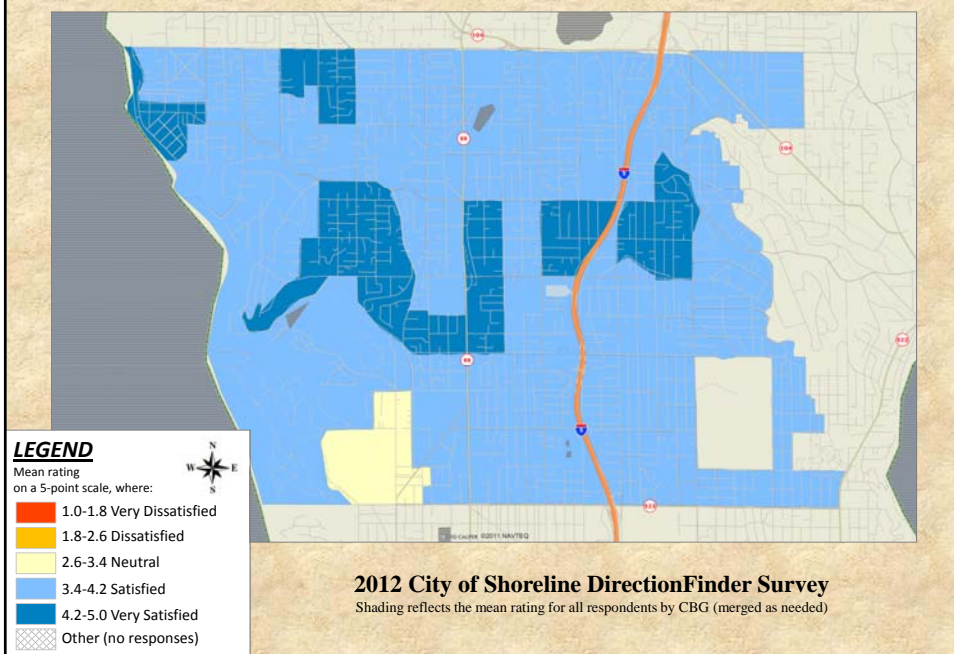 104
99
5
104
522
99
5
523
©2011 NAVTEQ
LEGEND
Mean rating
on a 5-point scale, where:
N
W E
S
1.0-1.8 Very Dissatisfied
1.8-2.6 Dissatisfied
2.6-3.4 Neutral
3.4-4.2 Satisfied
4.2-5.0 Very Satisfied
Other (no responses)
2012 City of Shoreline DirectionFinder Survey
Shading reflects the mean rating for all respondents by CBG (merged as needed)